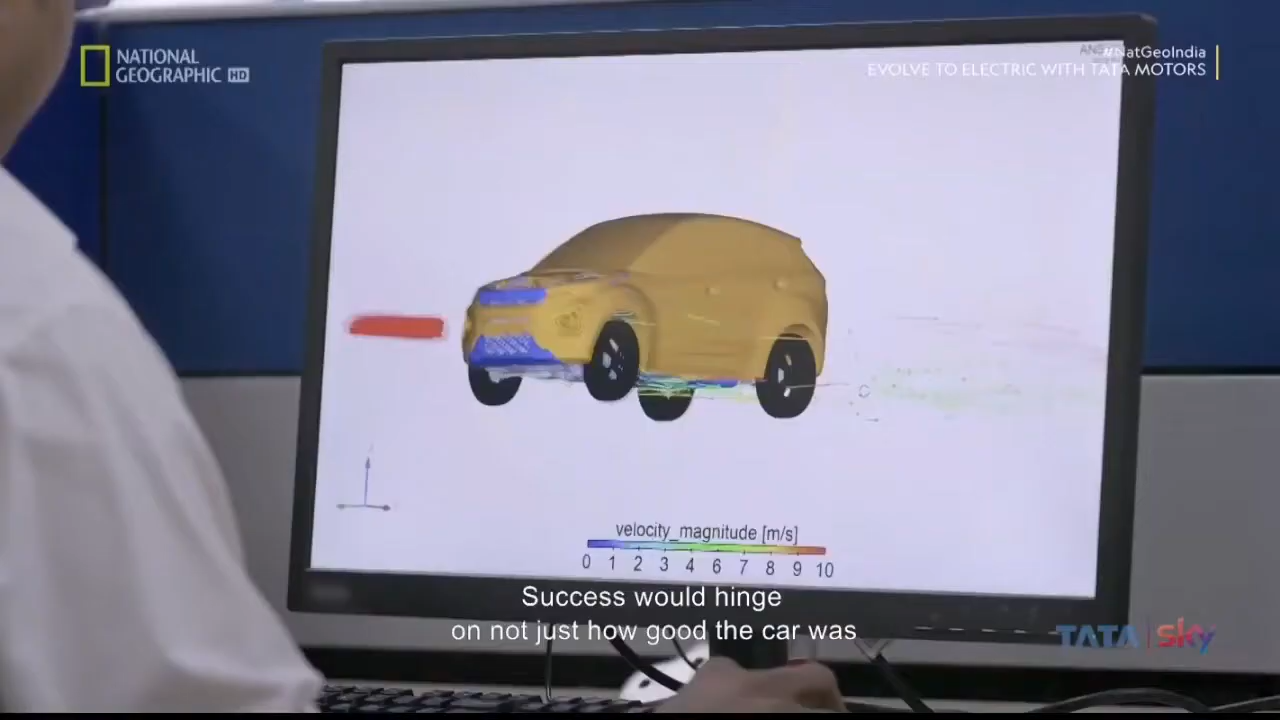 NATIONAL
GEOGRAPHIC HD
#NatGeoIndia
EVOLVE TO ELECTRIC WITH TATA MOTORS
velocity_magnitude [m/s]
0 1 2 3 4 6 7 8 9 10
Success would hinge
on not just how good the car was
TATA sky